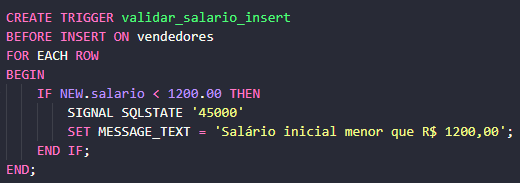 CREATE TRIGGER validar_salario_insert
BEFORE INSERT ON vendedores
FOR EACH ROW
BEGIN
    IF NEW.salario < 1200.00 THEN
        SIGNAL SQLSTATE '45000'
        SET MESSAGE_TEXT = 'Salário inicial menor que R$ 1200,00';
    END IF;
END;